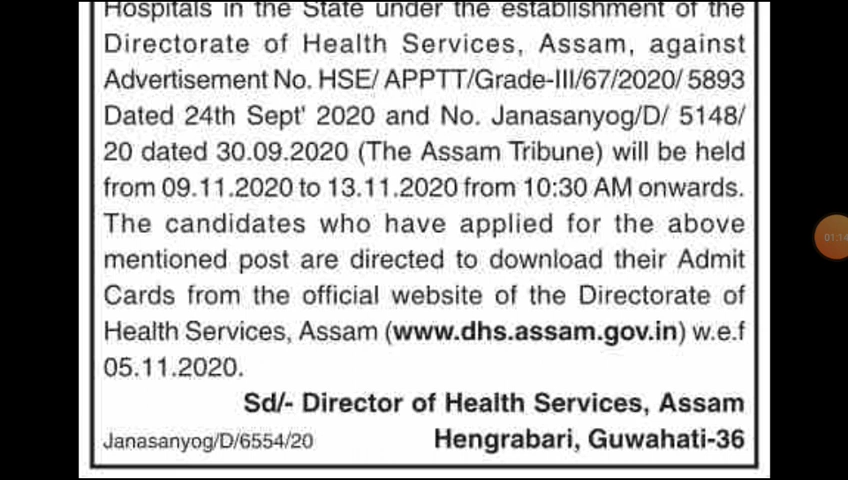 Hospitals in the State under the establishment of the
Directorate of Health Services, Assam, against
Advertisement No. HSE/ APPTT/Grade-III/67/2020/ 5893
Dated 24th Sept' 2020 and No. Janasanyog/D/ 5148/
20 dated 30.09.2020 (The Assam Tribune) will be held
from 09.11.2020 to 13.11.2020 from 10:30 AM onwards.
The candidates who have applied for the above
mentioned post are directed to download their Admit
Cards from the official website of the Directorate of
Health Services, Assam (www.dhs.assam.gov.in) w.e.f
05.11.2020.
Sd/- Director of Health Services, Assam
Janasanyog/D/6554/20 Hengrabari, Guwahati-36
01:14